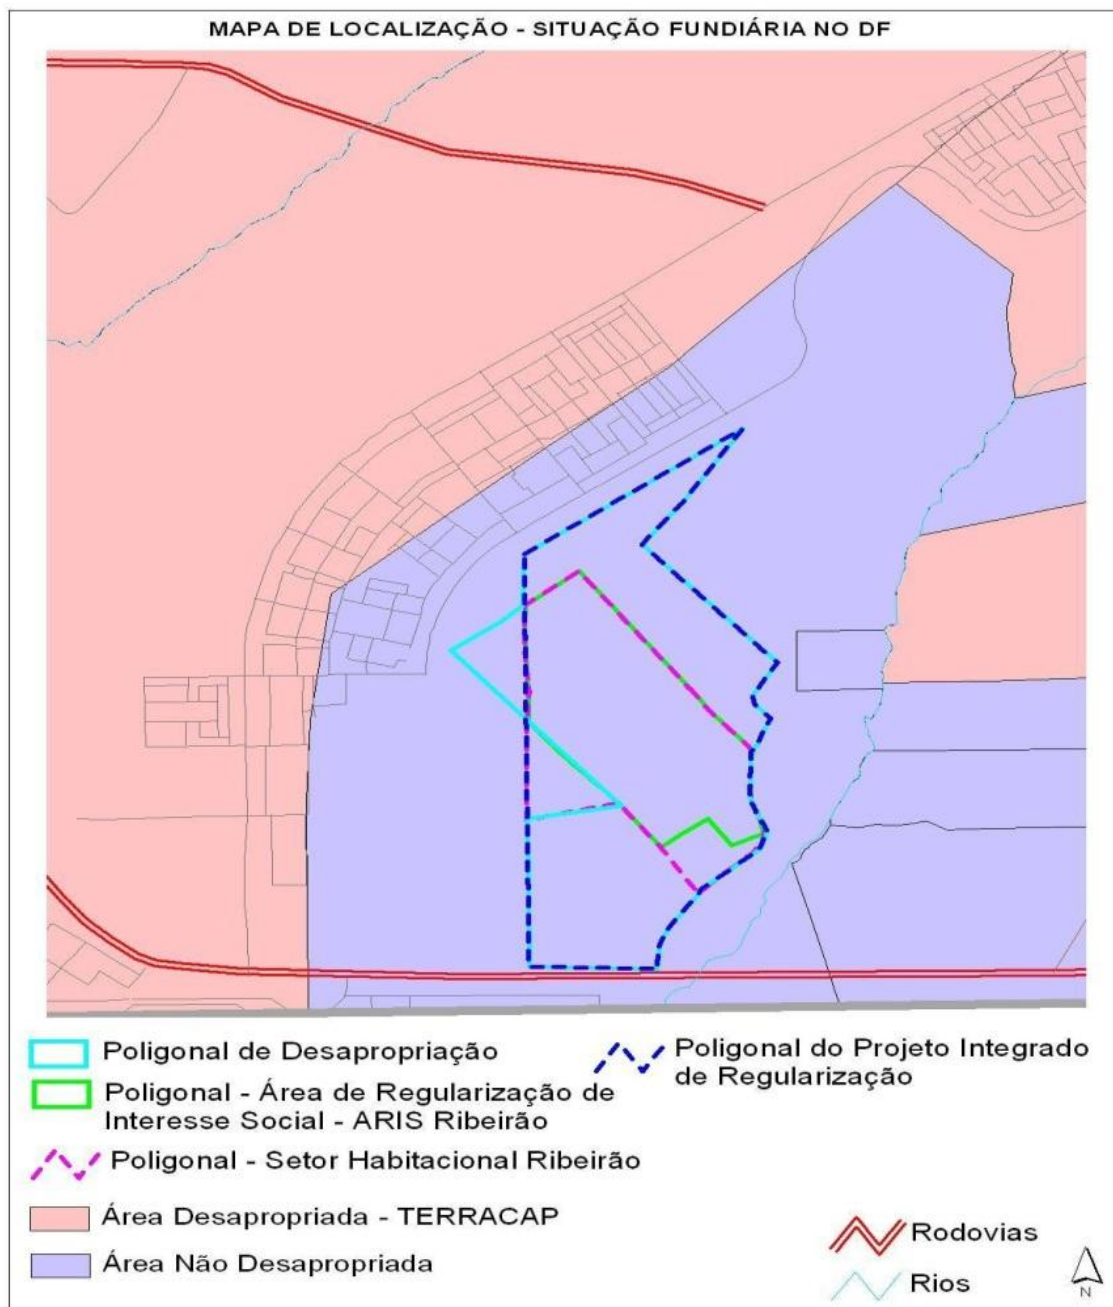 MAPA DE LOCALIZAÇÃO - SITUAÇÃO FUNDIÁRIA NO DF
Poligonal de Desapropriação
Poligonal - Área de Regularização de
Interesse Social - ARIS Ribeirão
Poligonal - Setor Habitacional Ribeirão
Área Desapropriada - TERRACAP
Área Não Desapropriada
Poligonal do Projeto Integrado
de Regularização
Rodovias
Rios
N